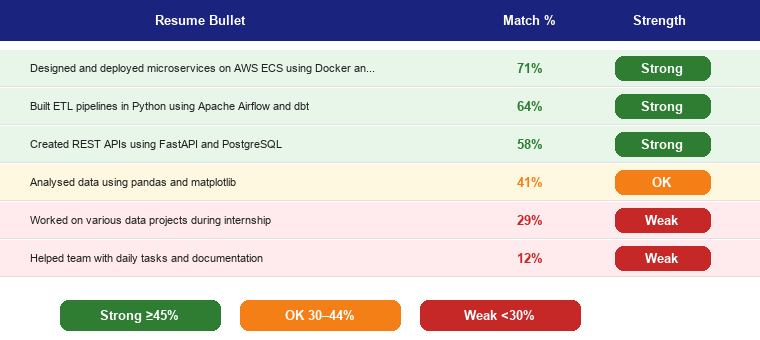 Resume Bullet Match % Strength
Designed and deployed microservices on AWS ECS using Docker an... 71% Strong
Built ETL pipelines in Python using Apache Airflow and dbt 64% Strong
Created REST APIs using FastAPI and PostgreSQL 58% Strong
Analysed data using pandas and matplotlib 41% OK
Worked on various data projects during internship 29% Weak
Helped team with daily tasks and documentation 12% Weak
Strong ≥45% OK 30–44% Weak <30%